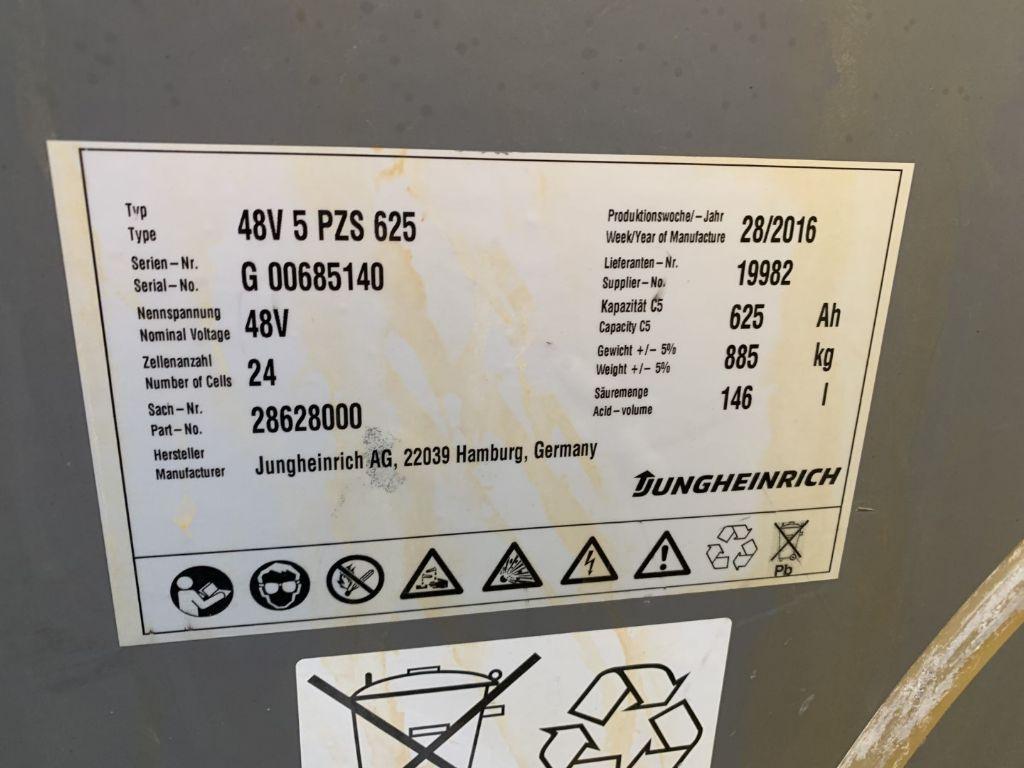 Typ
Type 48V 5 PZS 625
Serien-Nr.
Serial-No. G 00685140
Nennspannung
Nominal Voltage 48V
Zellenanzahl
Number of Cells 24
Sach-Nr.
Part-No. 28628000
Hersteller
Manufacturer Jungheinrich AG, 22039 Hamburg, Germany
Produktionswoche/-Jahr
Week/Year of Manufacture 28/2016
Lieferanten-Nr.
Supplier-No. 19982
Kapazität C5
Capacity C5 625 Ah
Gewicht +/- 5%
Weight +/- 5% 885 kg
Säuremenge
Acid-volume 146 l
JUNGHEINRICH
Pb